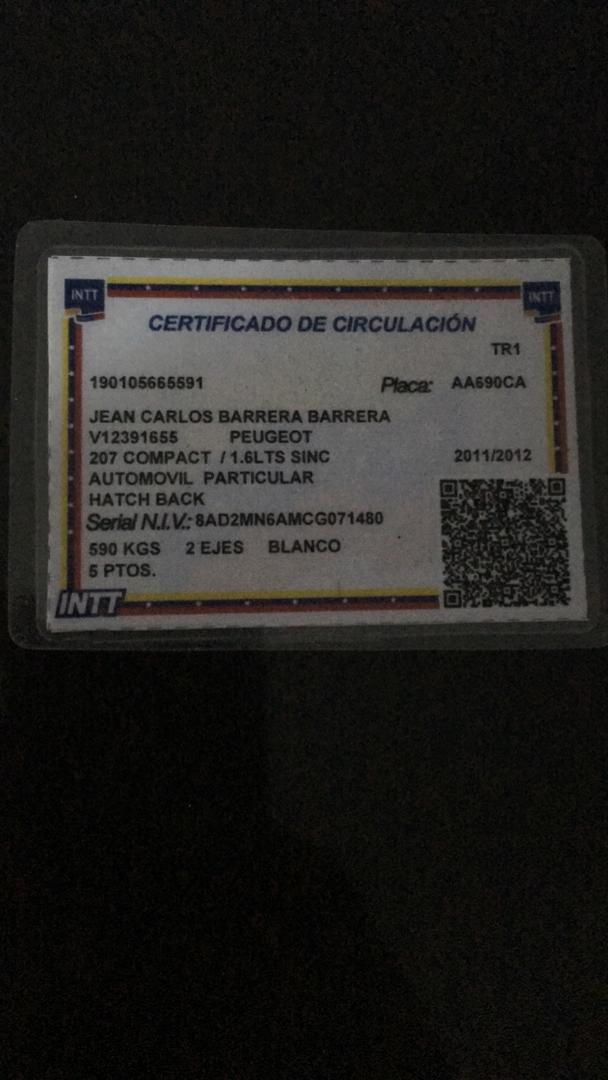 INTT
INTT
CERTIFICADO DE CIRCULACIÓN
TR1
190105665591 Placa: AA690CA
JEAN CARLOS BARRERA BARRERA
V12391655 PEUGEOT
207 COMPACT / 1.6LTS SINC 2011/2012
AUTOMOVIL PARTICULAR
HATCH BACK
Serial N.I.V.: 8AD2MN6AMCG071480
590 KGS 2 EJES BLANCO
5 PTOS.
INTT